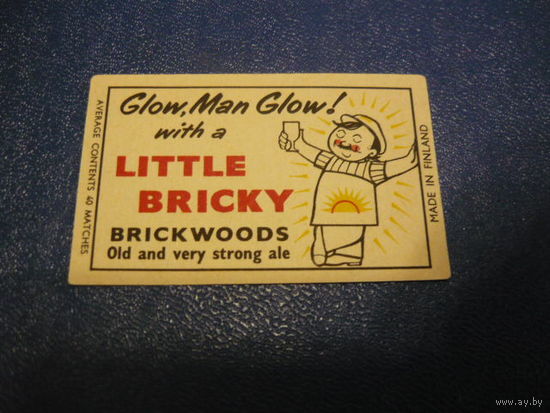 Glow, Man Glow!
with a
LITTLE
BRICKY
BRICKWOODS
Old and very strong ale
AVERAGE CONTENTS 40 MATCHES
MADE IN FINLAND
www.ay.by